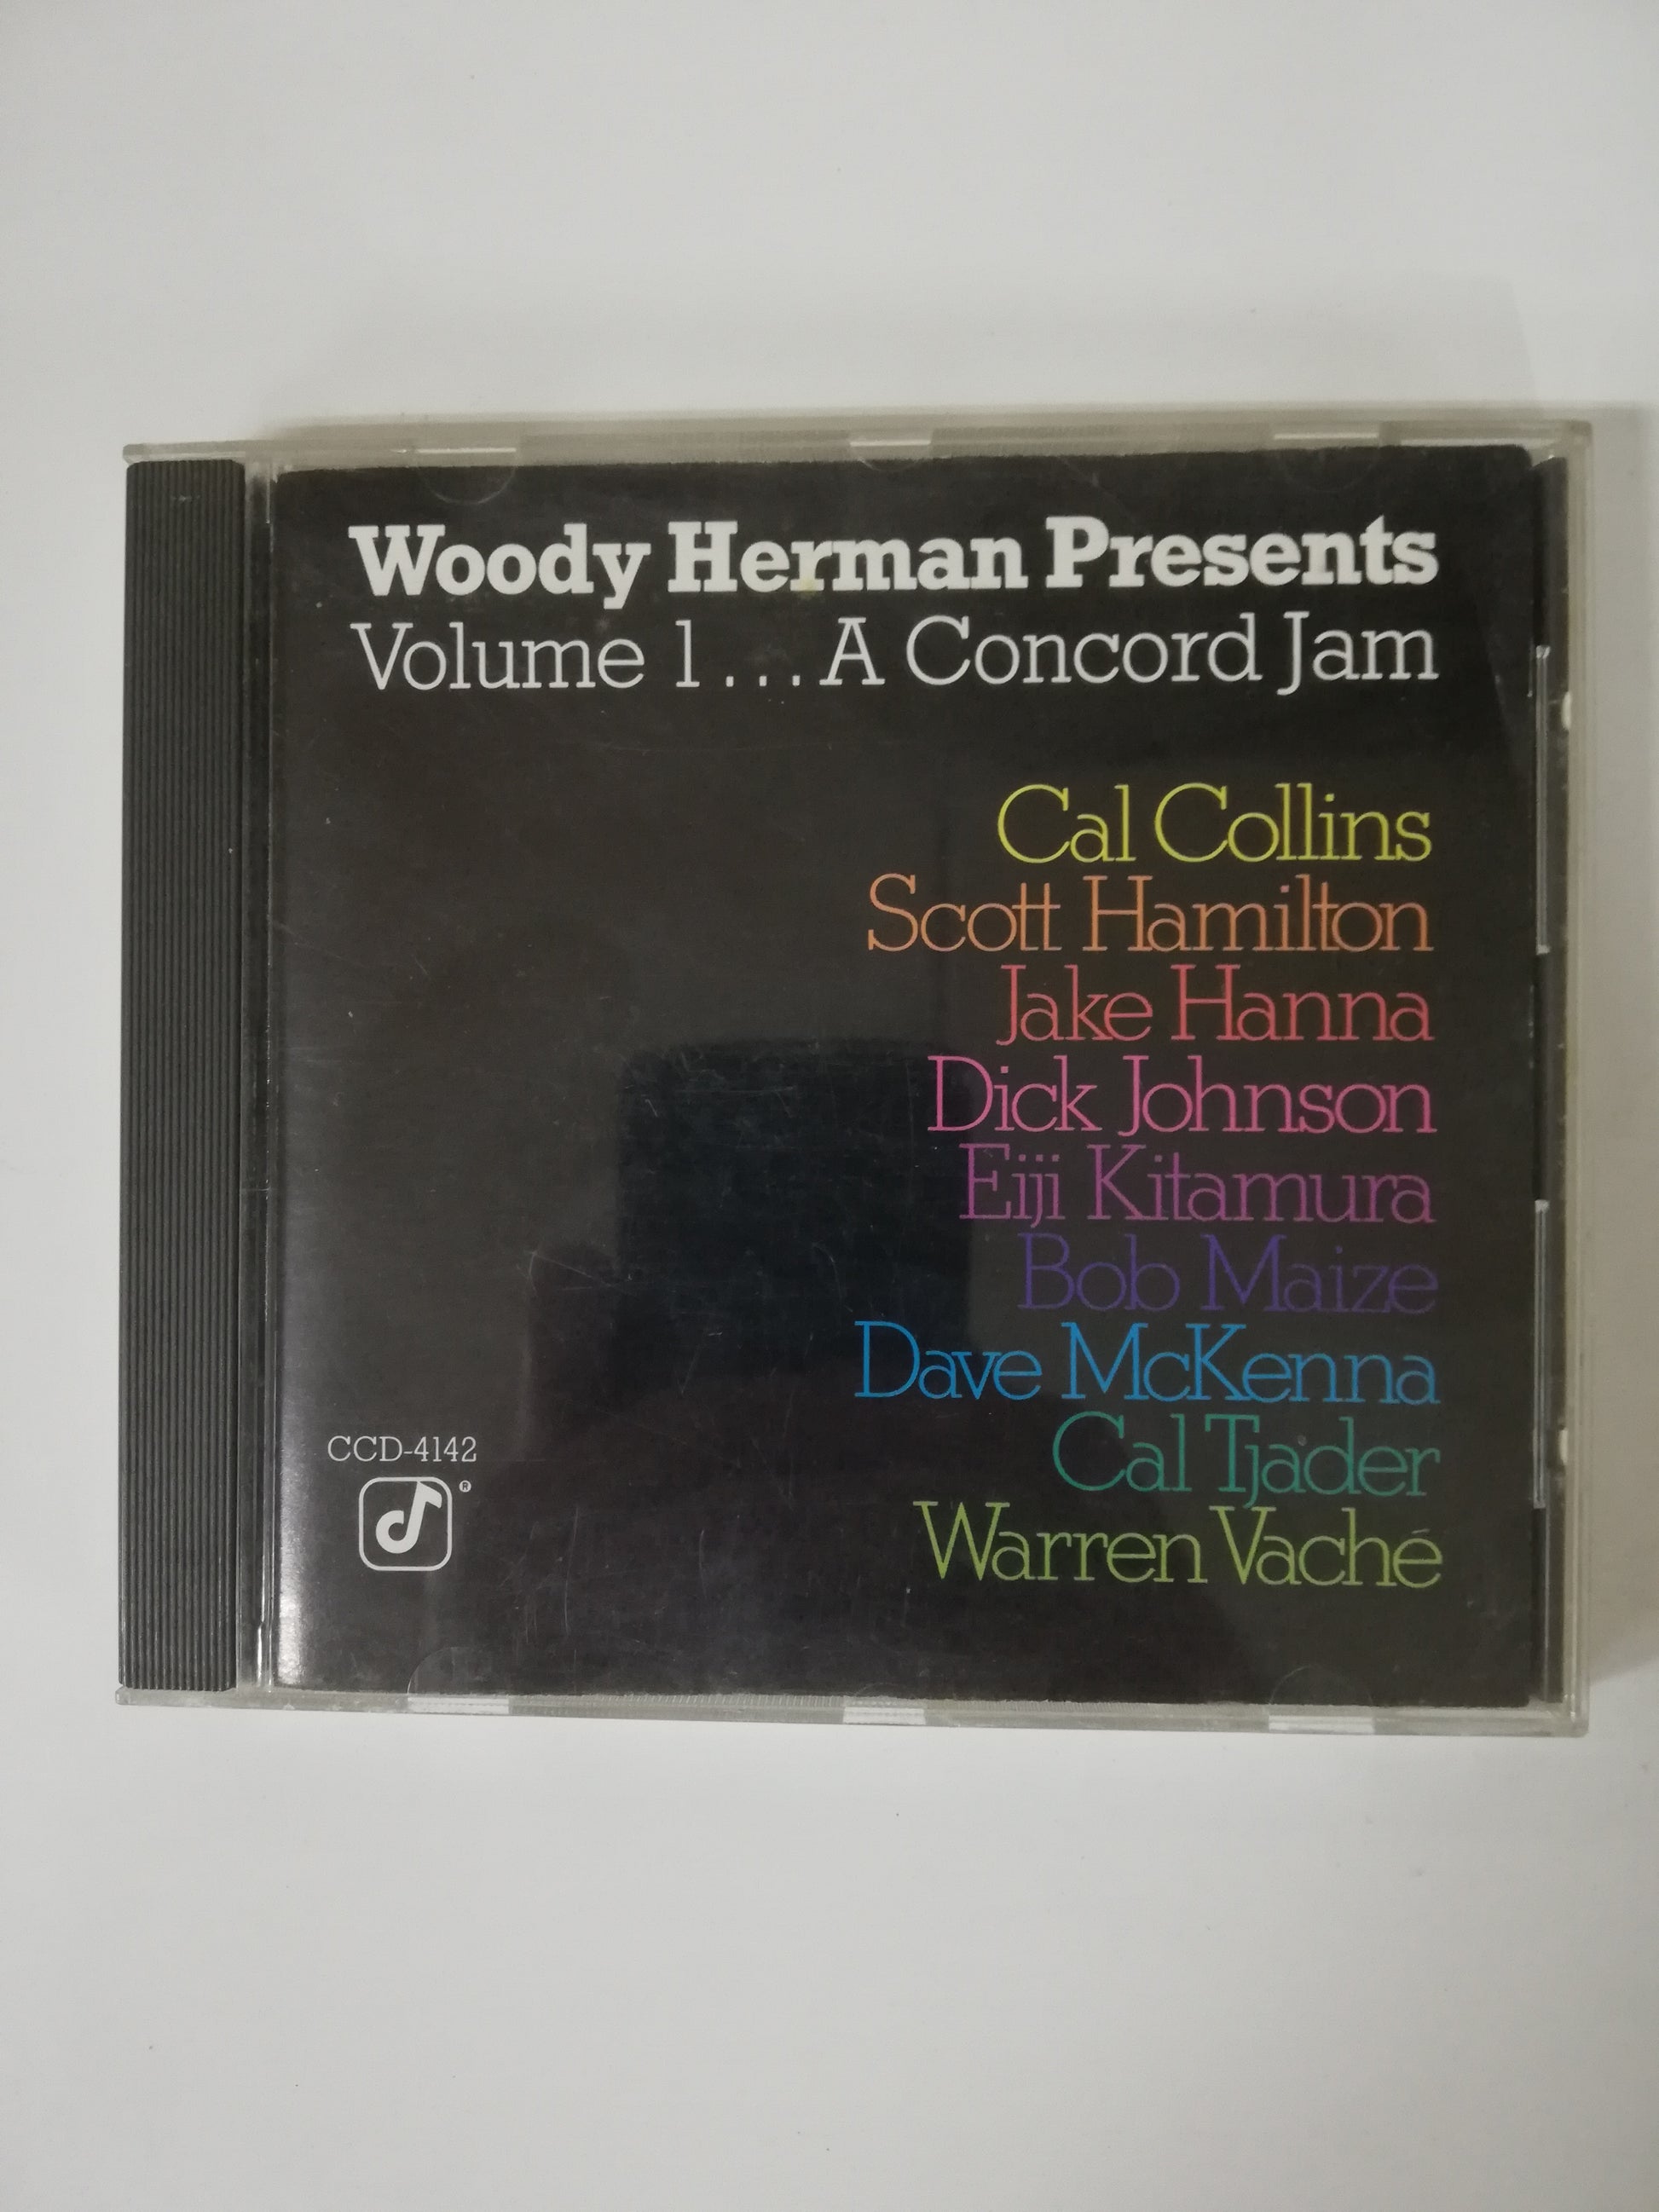 Woody Herman Presents
Volume 1...A Concord Jam
Cal Collins
Scott Hamilton
Jake Hanna
Dick Johnson
Eiji Kitamura
Bob Maize
Dave McKenna
Cal Tjader
Warren Vaché
CCD-4142
®